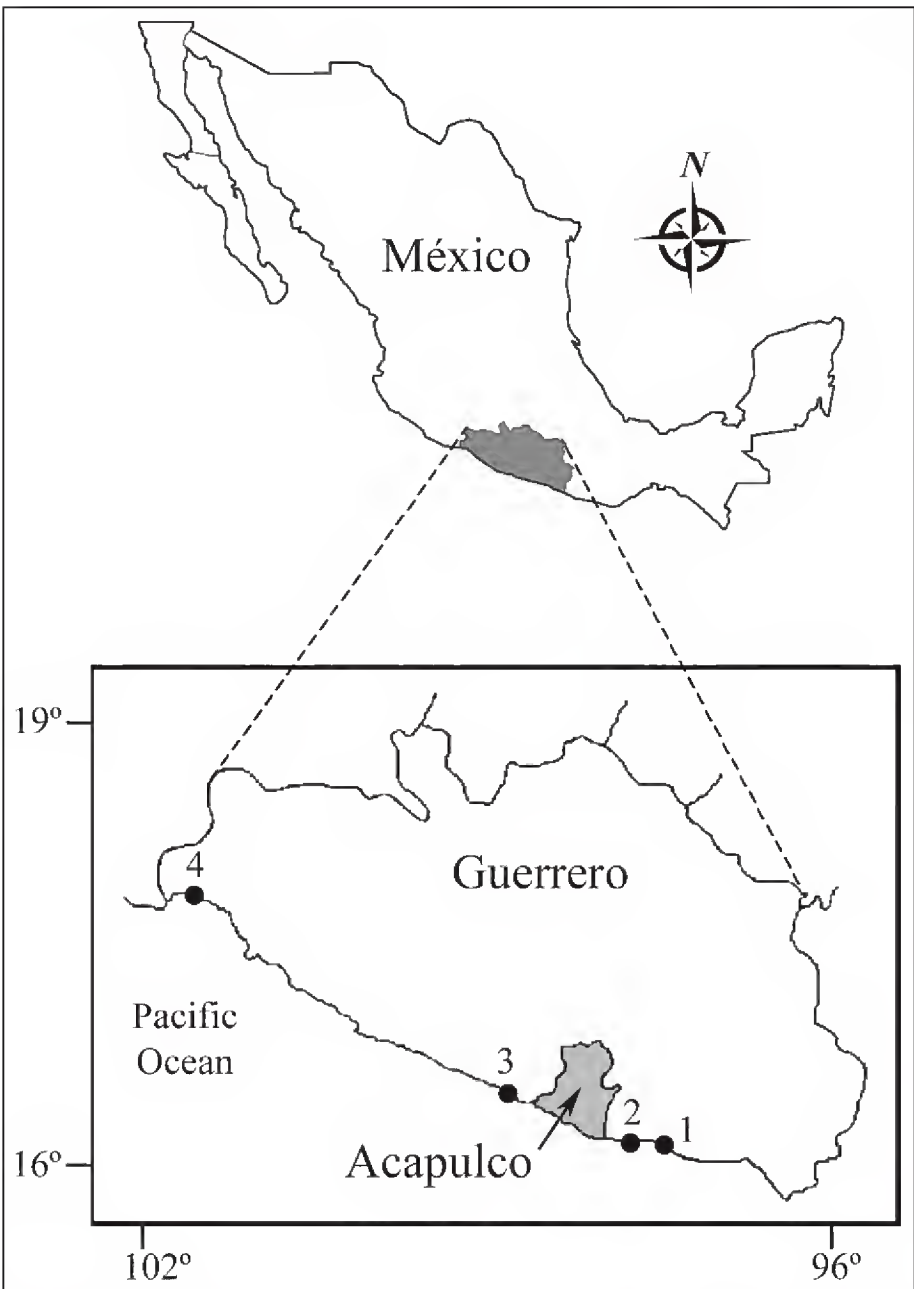 N
México
19º
4
Guerrero
Pacific
Ocean
3
2
1
Acapulco
16º
102º
96º